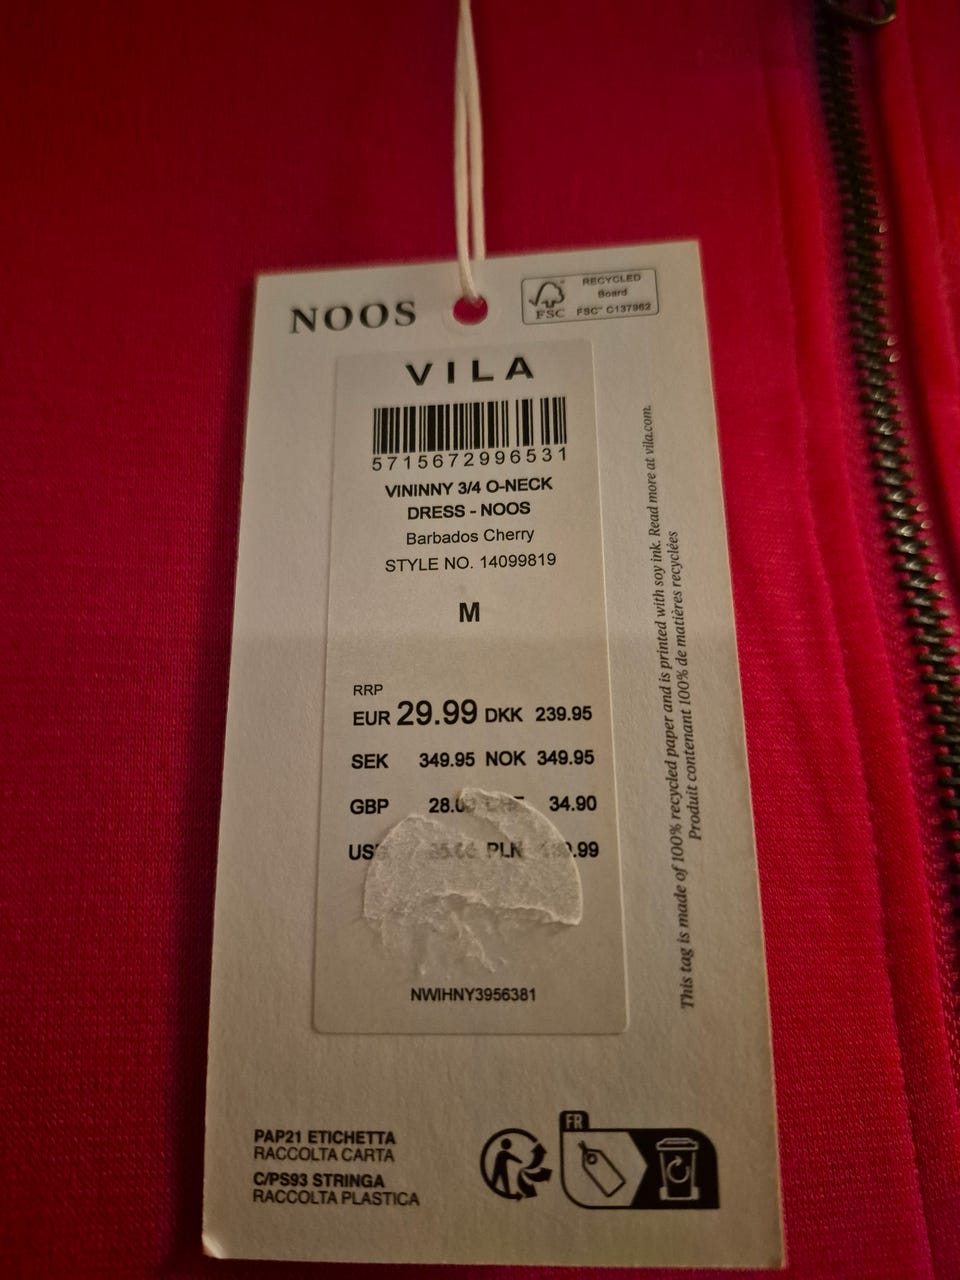 NOOS
FSC
RECYCLED
Board
FSC™ C137962
VILA
5715672996531
VININNY 3/4 O-NECK
DRESS - NOOS
Barbados Cherry
STYLE NO. 14099819
M
RRP
EUR 29.99 DKK 239.95
SEK 349.95 NOK 349.95
GBP 34.90
PLN
NWIHNY3956381
This tag is made of 100% recycled paper and is printed with soy ink. Read more at vila.com.
Produit contenant 100% de matières recyclées
PAP21 ETICHETTA
RACCOLTA CARTA
C/PS93 STRINGA
RACCOLTA PLASTICA
FR